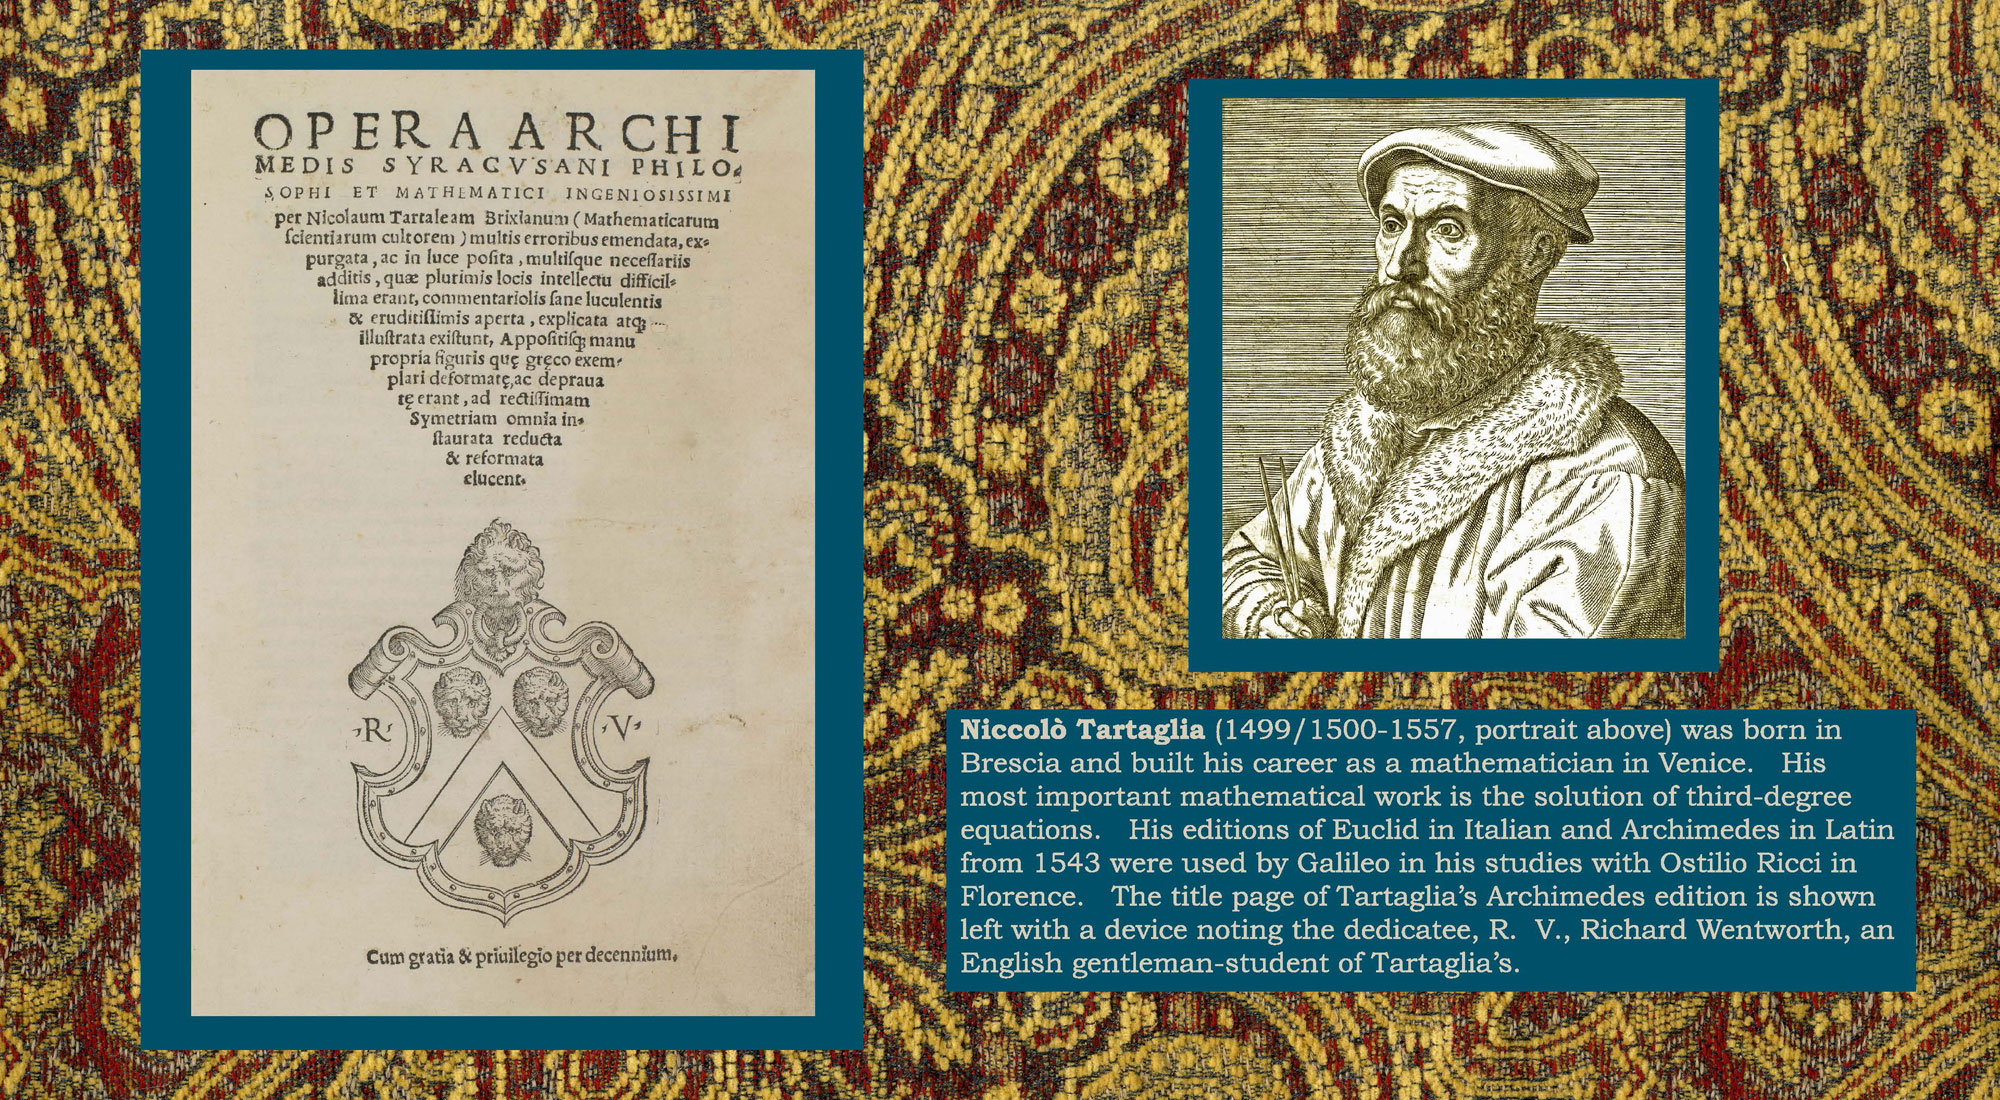 OPERA ARCHI
MEDIS SYRACVSANI PHILO⸗
SOPHI ET MATHEMATICI INGENIOSISSIMI
per Nicolaum Tartaleam Brixianum (Mathematicarum
ſcientiarum cultorem) multis erroribus emendata, ex⸗
purgata, ac in luce poſita, multiſque neceſſariis
additis, quæ plurimis locis intellectu difficil⸗
lima erant, commentariolis ſane luculentis
& eruditiſſimis aperta, explicata atq;
illuſtrata exiſtunt, Appoſitiſq; manu
propria figuris quę gręco exem⸗
plari deformatę, ac depraua
tę erant, ad rectiſſimam
Symetriam omnia in⸗
ſtaurata reducta
& reformata
elucent.
R V
Cum gratia & priuilegio per decennium.
Niccolò Tartaglia (1499/1500-1557, portrait above) was born in
Brescia and built his career as a mathematician in Venice. His
most important mathematical work is the solution of third-degree
equations. His editions of Euclid in Italian and Archimedes in Latin
from 1543 were used by Galileo in his studies with Ostilio Ricci in
Florence. The title page of Tartaglia’s Archimedes edition is shown
left with a device noting the dedicatee, R. V., Richard Wentworth, an
English gentleman-student of Tartaglia’s.